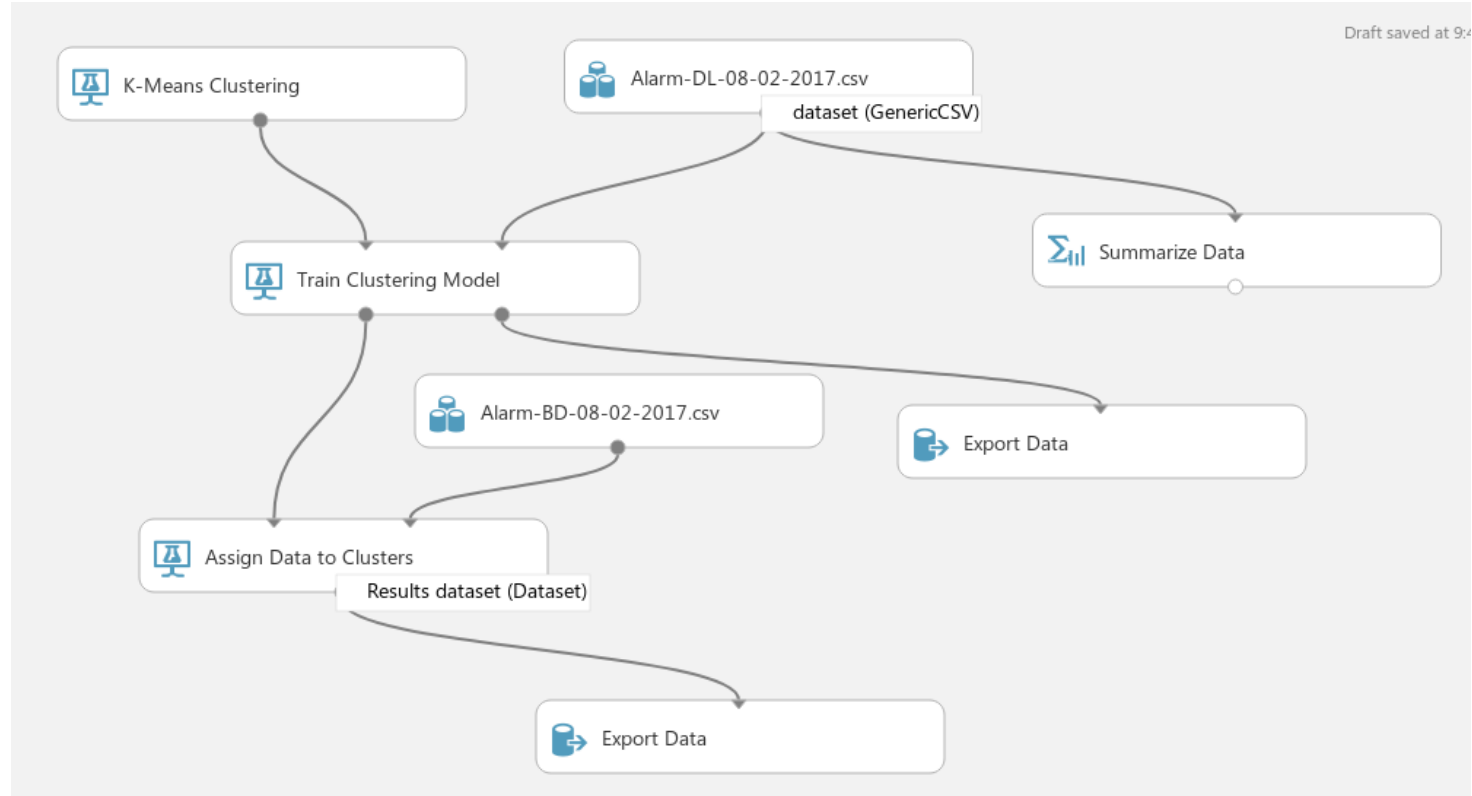 Draft saved at 9:4
K-Means Clustering
Alarm-DL-08-02-2017.csv
dataset (GenericCSV)
Summarize Data
Train Clustering Model
Alarm-BD-08-02-2017.csv
Export Data
Assign Data to Clusters
Results dataset (Dataset)
Export Data